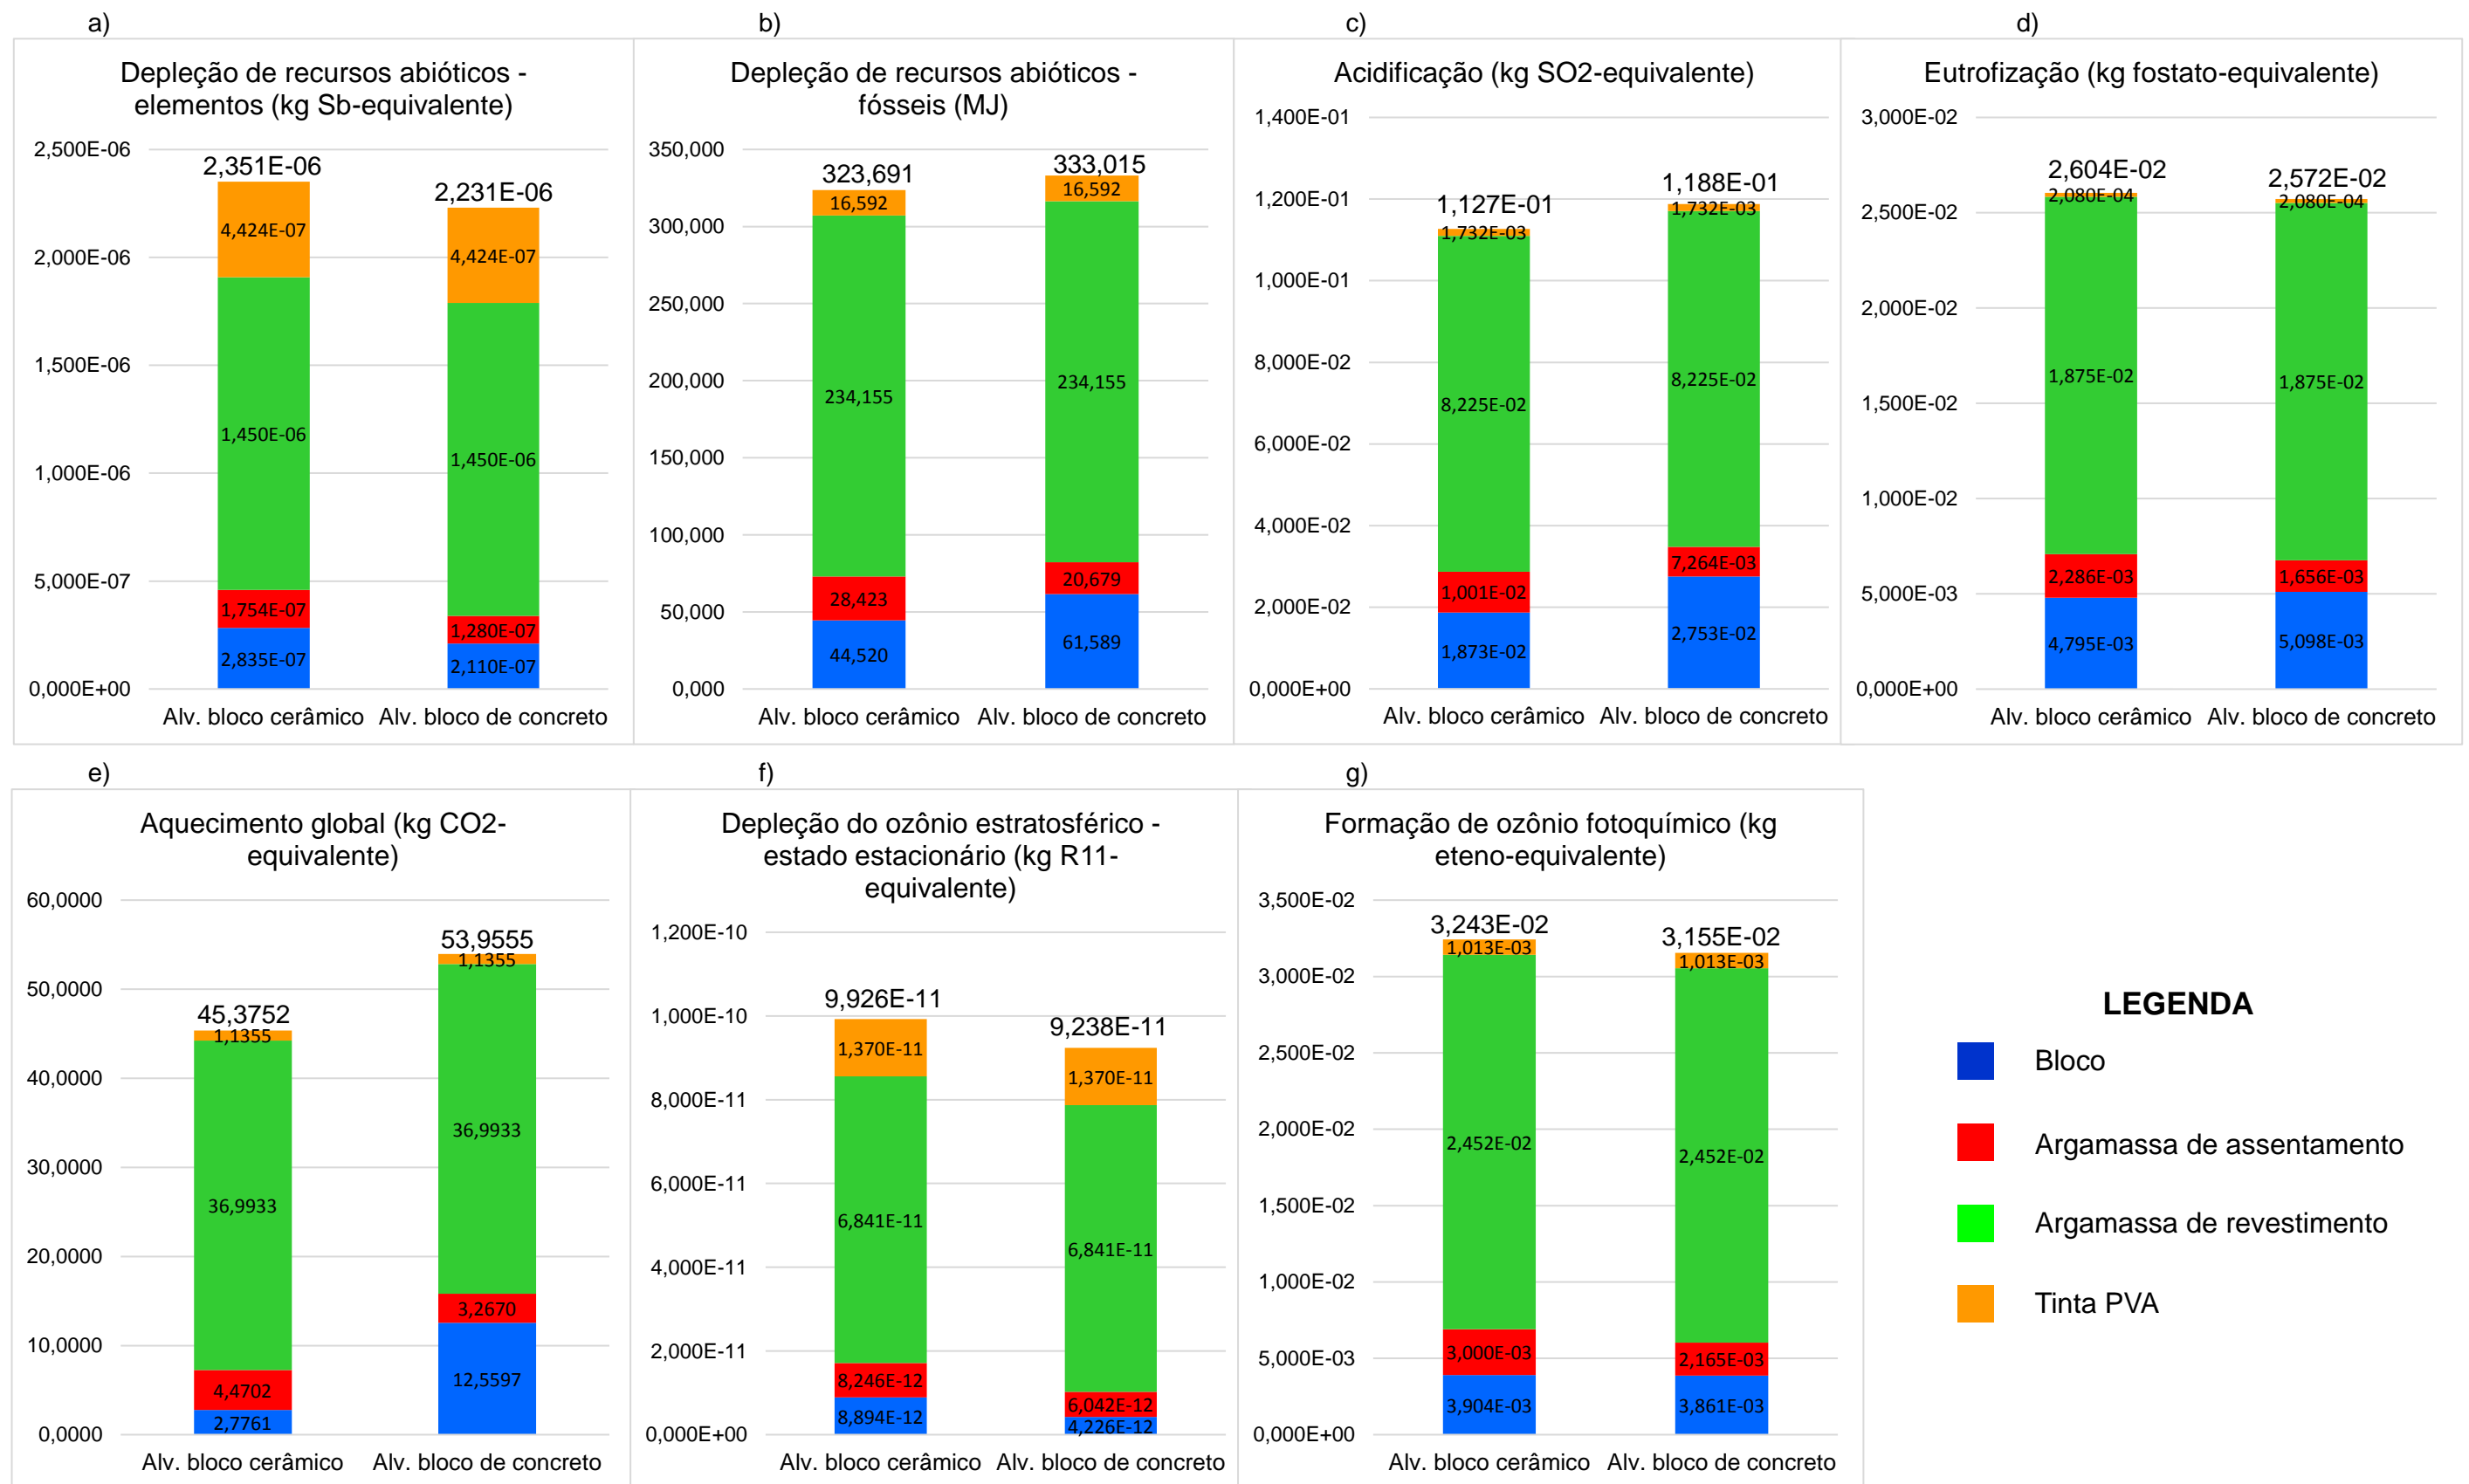 a)
Depleção de recursos abióticos -
elementos (kg Sb-equivalente)
2,500E-06
2,000E-06
1,500E-06
1,000E-06
5,000E-07
0,000E+00
2,351E-06
4,424E-07
1,450E-06
1,754E-07
2,835E-07
2,231E-06
4,424E-07
1,450E-06
1,280E-07
2,110E-07
Alv. bloco cerâmico
Alv. bloco de concreto
b)
Depleção de recursos abióticos -
fósseis (MJ)
350,000
300,000
250,000
200,000
150,000
100,000
50,000
0,000
323,691
16,592
234,155
28,423
44,520
333,015
16,592
234,155
20,679
61,589
Alv. bloco cerâmico
Alv. bloco de concreto
c)
Acidificação (kg SO2-equivalente)
1,400E-01
1,200E-01
1,000E-01
8,000E-02
6,000E-02
4,000E-02
2,000E-02
0,000E+00
1,127E-01
1,732E-03
8,225E-02
1,001E-02
1,873E-02
1,188E-01
1,732E-03
8,225E-02
7,264E-03
2,753E-02
Alv. bloco cerâmico
Alv. bloco de concreto
d)
Eutrofização (kg fostato-equivalente)
3,000E-02
2,500E-02
2,000E-02
1,500E-02
1,000E-02
5,000E-03
0,000E+00
2,604E-02
2,080E-04
1,875E-02
2,286E-03
4,795E-03
2,572E-02
2,080E-04
1,875E-02
1,656E-03
5,098E-03
Alv. bloco cerâmico
Alv. bloco de concreto
e)
Aquecimento global (kg CO2-
equivalente)
60,0000
50,0000
40,0000
30,0000
20,0000
10,0000
0,0000
45,3752
1,1355
36,9933
4,4702
2,7761
53,9555
1,1355
36,9933
3,2670
12,5597
Alv. bloco cerâmico
Alv. bloco de concreto
f)
Depleção do ozônio estratosférico -
estado estacionário (kg R11-
equivalente)
1,200E-10
1,000E-10
8,000E-11
6,000E-11
4,000E-11
2,000E-11
0,000E+00
9,926E-11
1,370E-11
6,841E-11
8,246E-12
8,894E-12
9,238E-11
1,370E-11
6,841E-11
6,042E-12
4,226E-12
Alv. bloco cerâmico
Alv. bloco de concreto
g)
Formação de ozônio fotoquímico (kg
eteno-equivalente)
3,500E-02
3,000E-02
2,500E-02
2,000E-02
1,500E-02
1,000E-02
5,000E-03
0,000E+00
3,243E-02
1,013E-03
2,452E-02
3,000E-03
3,904E-03
3,155E-02
1,013E-03
2,452E-02
2,165E-03
3,861E-03
Alv. bloco cerâmico
Alv. bloco de concreto
LEGENDA
Bloco
Argamassa de assentamento
Argamassa de revestimento
Tinta PVA